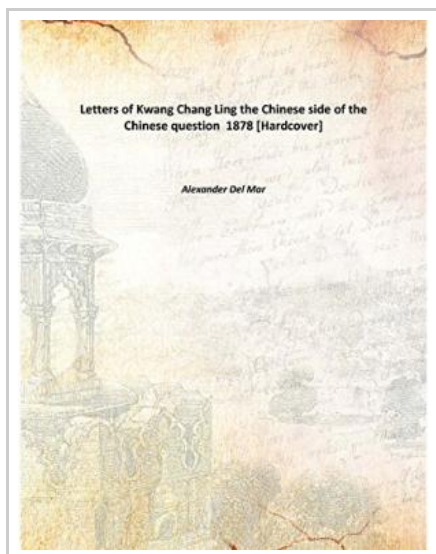 Letters of Kwang Chang Ling the Chinese side of the
Chinese question 1878 [Hardcover]
Alexander Del Mar